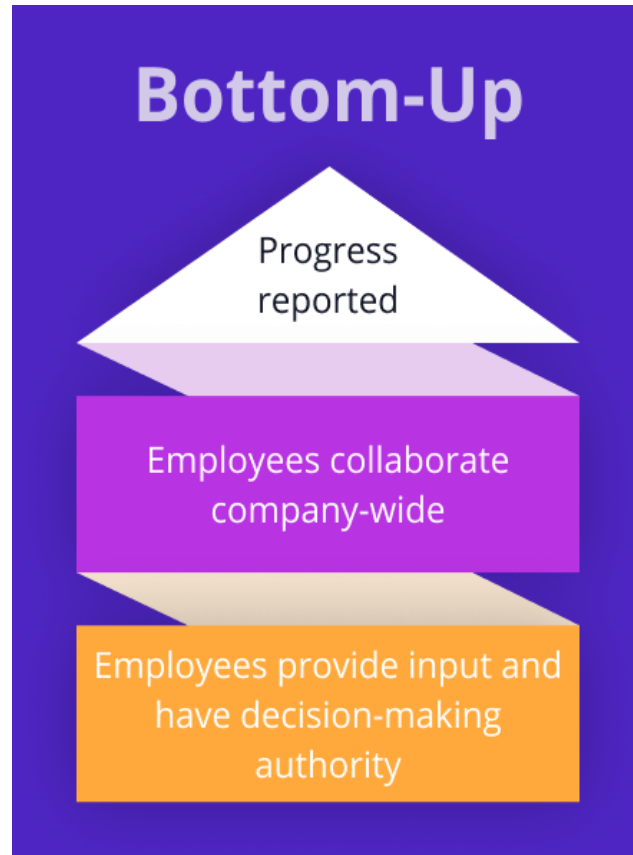 Bottom-Up
Progress
reported
Employees collaborate
company-wide
Employees provide input and
have decision-making
authority